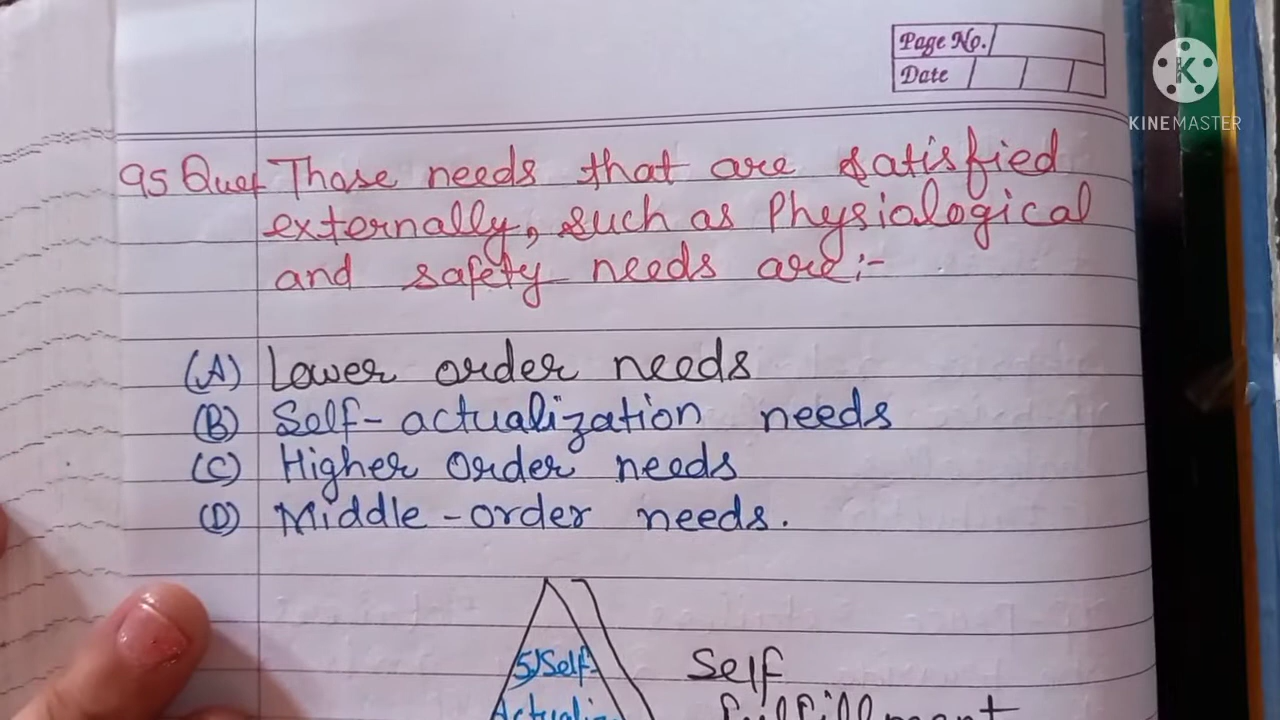 Page No.
Date
K
KINEMASTER
95 Ques Those needs that are satisfied
externally, such as Physiological
and safety needs are:-
(A) Lower order needs
(B) Self-actualization needs
(C) Higher order needs
(D) Middle-order needs.
5) Self-
Self